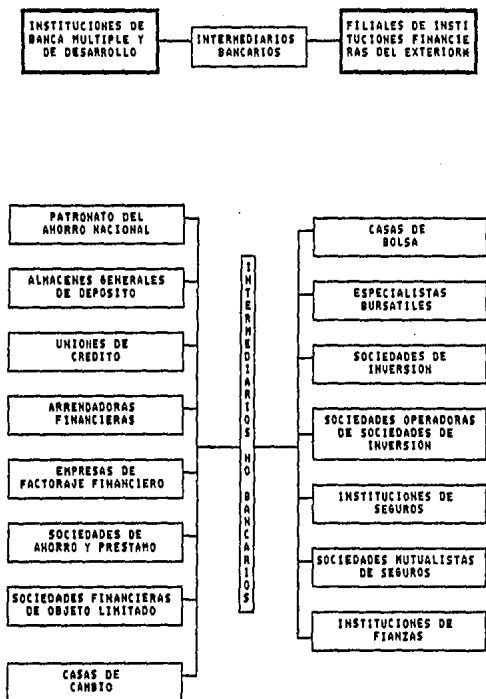 INSTITUCIONES DE
BANCA MULTIPLE Y
DE DESARROLLO
INTERMEDIARIOS
BANCARIOS
FILIALES DE INSTI
TUCIONES FINANCIE
RAS DEL EXTERIOR*
PATRONATO DEL
AHORRO NACIONAL
ALMACENES GENERALES
DE DEPOSITO
UNIONES DE
CREDITO
ARRENDADORAS
FINANCIERAS
EMPRESAS DE
FACTORAJE FINANCIERO
SOCIEDADES DE
AHORRO Y PRESTAMO
SOCIEDADES FINANCIERAS
DE OBJETO LIMITADO
CASAS DE
CAMBIO
INTERMEDIARIOS NO BANCARIOS
CASAS DE
BOLSA
ESPECIALISTAS
BURSATILES
SOCIEDADES DE
INVERSION
SOCIEDADES OPERADORAS
DE SOCIEDADES DE
INVERSION
INSTITUCIONES DE
SEGUROS
SOCIEDADES MUTUALISTAS
DE SEGUROS
INSTITUCIONES DE
FIANZAS